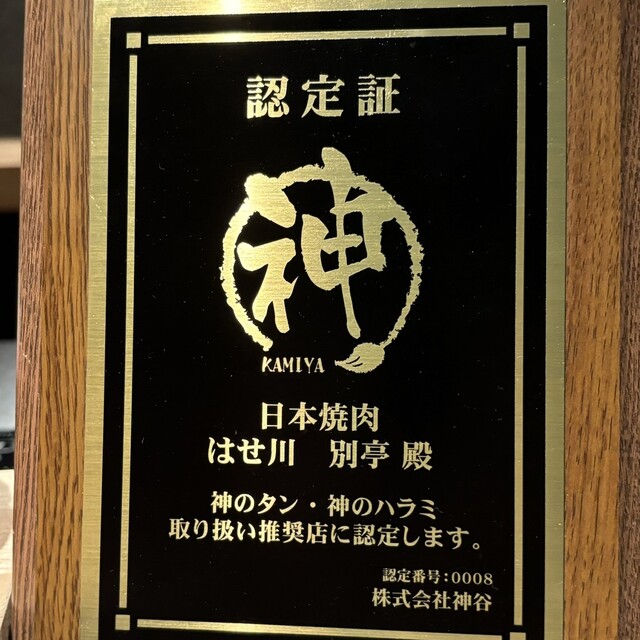 認定証
神
KAMIYA
日本焼肉
はせ川 別亭 殿
神のタン・神のハラミ
取り扱い推奨店に認定します。
認定番号:0008
株式会社神谷